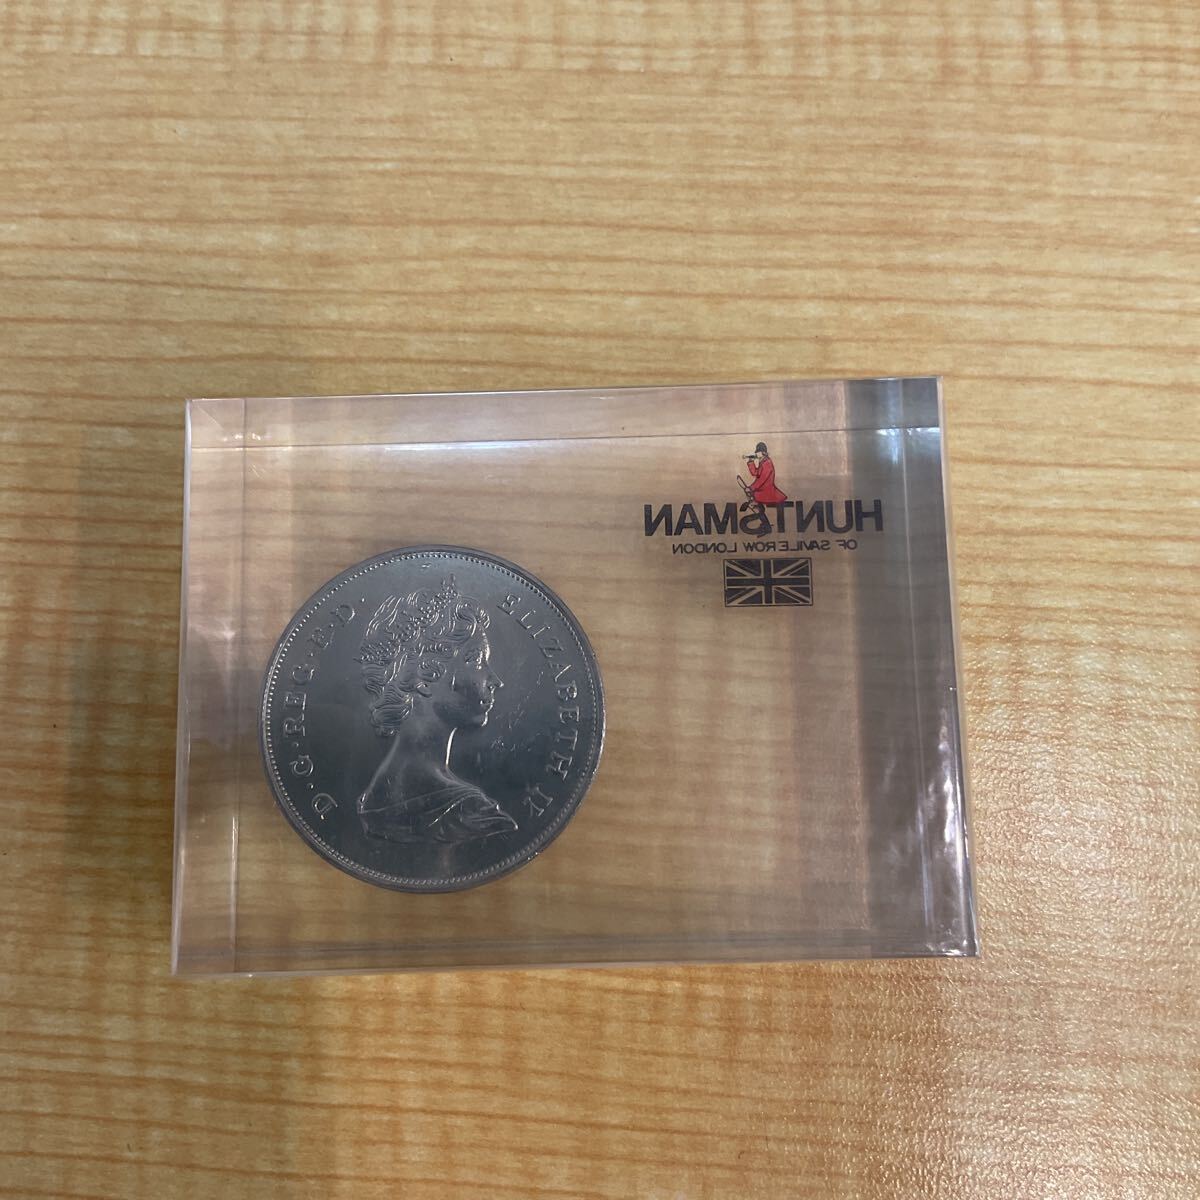 HUNTSMAN
OF SAVILE ROW LONDON
D·G·REG·F·D· ELIZABETH II